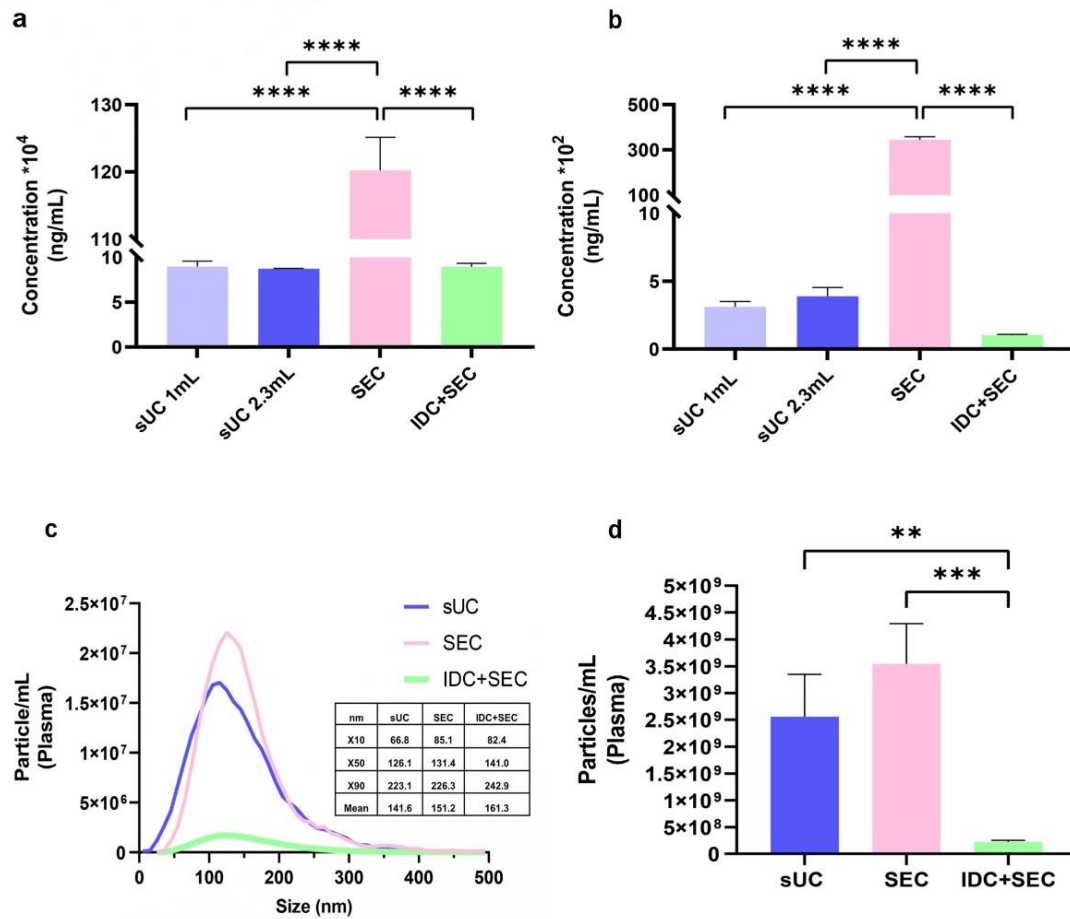 a
****
****
****
130
120
110
10
5
0
Concentration *10⁴
(ng/mL)
sUC 1mL
sUC 2.3mL
SEC
IDC+SEC
b
****
****
****
500
300
100
10
5
0
Concentration *10²
(ng/mL)
sUC 1mL
sUC 2.3mL
SEC
IDC+SEC
c
2.5×10⁷
2.0×10⁷
1.5×10⁷
1.0×10⁷
5×10⁶
0
Particle/mL
(Plasma)
sUC
SEC
IDC+SEC
nm sUC SEC IDC+SEC
X10 66.8 85.1 82.4
X50 126.1 131.4 141.0
X90 223.1 226.3 242.9
Mean 141.6 151.2 161.3
0 100 200 300 400 500
Size (nm)
d
**
***
5×10⁹
4.5×10⁹
4×10⁹
3.5×10⁹
3×10⁹
2.5×10⁹
2×10⁹
1.5×10⁹
1×10⁹
5×10⁸
0
Particles/mL
(Plasma)
sUC SEC IDC+SEC